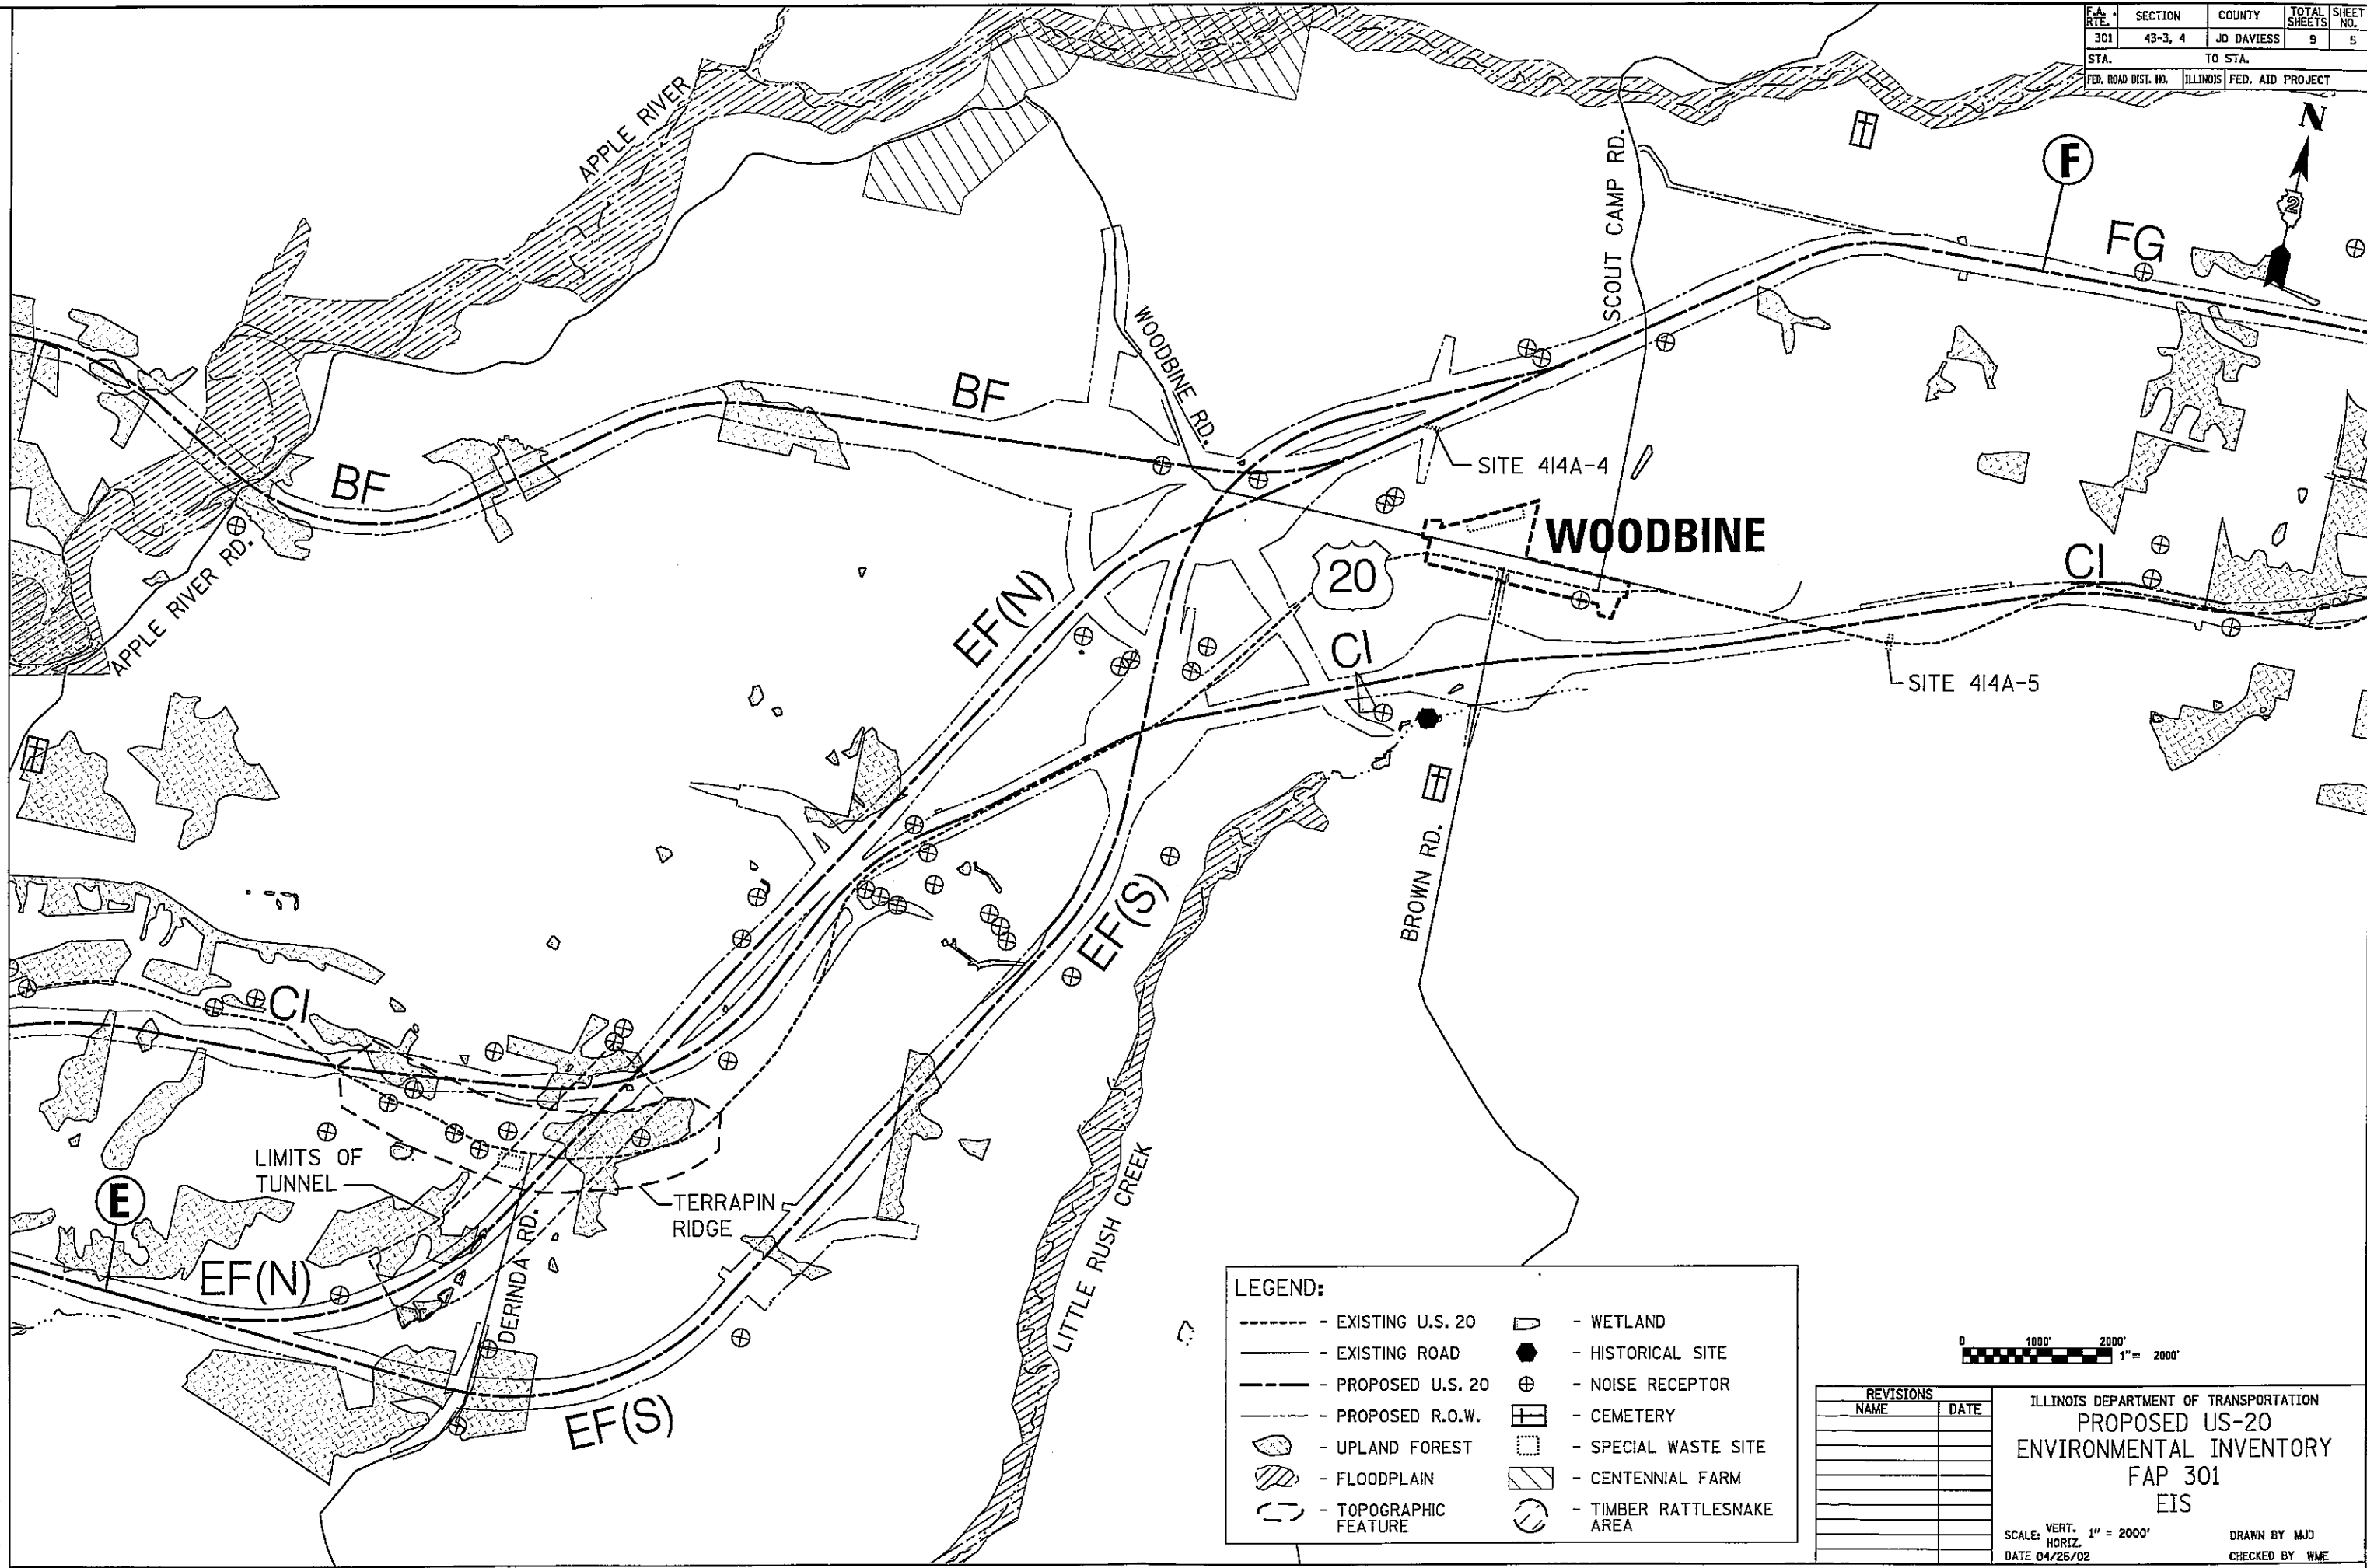 F.A. RTE. SECTION COUNTY TOTAL SHEETS SHEET NO.
301 43-3, 4 JO DAVIESS 9 5
STA. TO STA.
FED. ROAD DIST. NO. ILLINOIS FED. AID PROJECT
N
2
APPLE RIVER
SCOUT CAMP RD.
F
FG
WOODBINE RD.
BF
BF
SITE 414A-4
WOODBINE
20
APPLE RIVER RD.
EF(N)
CI
CI
SITE 414A-5
BROWN RD.
EF(S)
CI
LIMITS OF
TUNNEL
E
TERRAPIN
RIDGE
EF(N)
DERINDA RD.
LITTLE RUSH CREEK
EF(S)
LEGEND:
- EXISTING U.S. 20
- EXISTING ROAD
- PROPOSED U.S. 20
- PROPOSED R.O.W.
- UPLAND FOREST
- FLOODPLAIN
- TOPOGRAPHIC
FEATURE
- WETLAND
- HISTORICAL SITE
- NOISE RECEPTOR
- CEMETERY
- SPECIAL WASTE SITE
- CENTENNIAL FARM
- TIMBER RATTLESNAKE
AREA
0 1000' 2000'
1"= 2000'
REVISIONS
NAME DATE
ILLINOIS DEPARTMENT OF TRANSPORTATION
PROPOSED US-20
ENVIRONMENTAL INVENTORY
FAP 301
EIS
SCALE: VERT. HORIZ. 1" = 2000'
DRAWN BY MJD
DATE 04/26/02
CHECKED BY WME